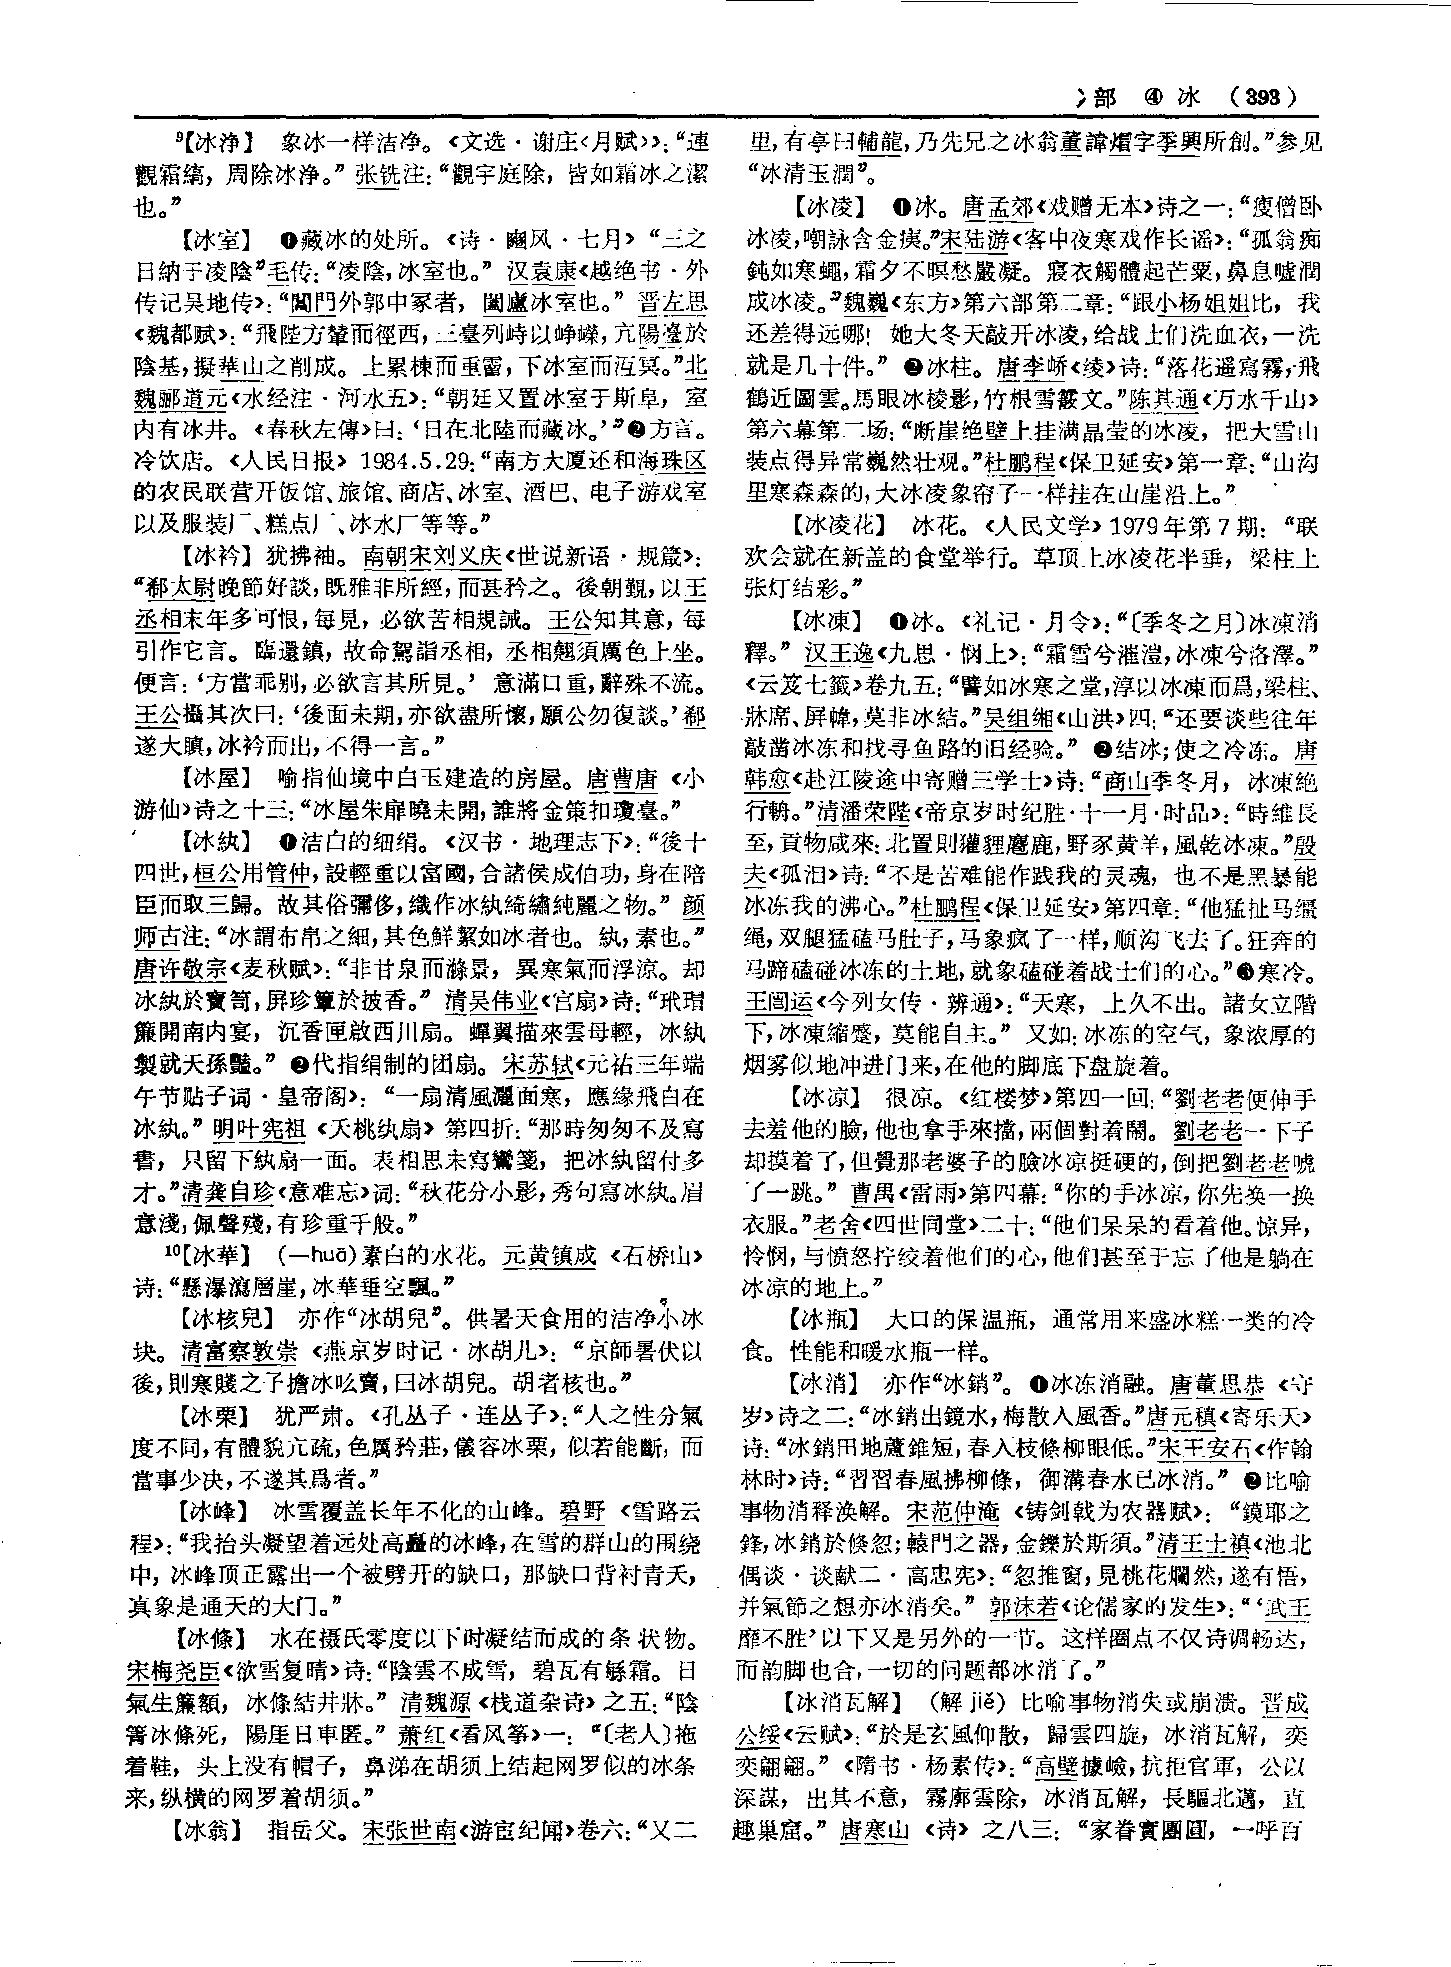 冫部 ④ 冰 （393）
⁹【冰净】 象冰一样洁净。《文选·谢庄〈月赋〉》：“連
觀霜縞，周除冰净。”张铣注：“觀宇庭除，皆如霜冰之潔
也。”
【冰室】 ❶藏冰的处所。《诗·豳风·七月》“三之
日納于凌陰”毛传：“凌陰，冰室也。” 汉袁康《越绝书·外
传记吴地传》：“閶門外郭中冢者，闔廬冰室也。” 晋左思
《魏都赋》：“飛陛方輦而徑西，三臺列峙以峥嶸，亢陽臺於
陰基，擬華山之削成。上累棟而重霤，下冰室而沍冥。”北
魏郦道元《水经注·河水五》：“朝廷又置冰室于斯阜，室
内有冰井。《春秋左傳》曰：‘日在北陸而藏冰。’”❷方言。
冷饮店。《人民日报》1984.5.29：“南方大厦还和海珠区
的农民联营开饭馆、旅馆、商店、冰室、酒巴、电子游戏室
以及服装厂、糕点厂、冰水厂等等。”
【冰衿】 犹拂袖。南朝宋刘义庆《世说新语·规箴》：
“郗太尉晚節好談，既雅非所經，而甚矜之。後朝觐，以王
丞相末年多可恨，每見，必欲苦相規誡。王公知其意，每
引作它言。臨還鎮，故命駕詣丞相，丞相翹須厲色上坐。
便言：‘方當乖别，必欲言其所見。’意滿口重，辭殊不流。
王公攝其次曰：‘後面未期，亦欲盡所懷，願公勿復談。’郗
遂大瞋，冰衿而出，不得一言。”
【冰屋】 喻指仙境中白玉建造的房屋。唐曹唐《小
游仙》诗之十三：“冰屋朱扉曉未開，誰將金策扣瓊臺。”
【冰紈】 ❶洁白的细绢。《汉书·地理志下》：“後十
四世，桓公用管仲，設輕重以富國，合諸侯成伯功，身在陪
臣而取三歸。故其俗彌侈，織作冰紈綺繡純麗之物。” 颜
师古注：“冰謂布帛之細，其色鮮絜如冰者也。紈，素也。”
唐许敬宗《麦秋赋》：“非甘泉而滌景，異寒氣而浮涼。却
冰紈於寶笥，屏珍簟於披香。” 清吴伟业《宫扇》诗：“玳瑁
簾開南内宴，沉香匣啟西川扇。蟬翼描來雲母輕，冰紈
製就天孫豔。” ❷代指绢制的团扇。宋苏轼《元祐三年端
午节贴子词·皇帝阁》：“一扇清風灑面寒，應缘飛白在
冰紈。” 明叶宪祖《夭桃纨扇》第四折：“那時匆匆不及寫
書，只留下紈扇一面。表相思未寫鸞箋，把冰紈留付多
才。”清龚自珍《意难忘》词：“秋花分小影，秀句寫冰紈。眉
意淺，佩聲殘，有珍重千般。”
¹⁰【冰華】 （—huā）素白的水花。元黄镇成《石桥山》
诗：“懸瀑瀉層崖，冰華垂空飄。”
【冰核兒】 亦作“冰胡兒”。供暑天食用的洁净小冰
块。清富察敦崇《燕京岁时记·冰胡儿》：“京師暑伏以
後，則寒賤之子擔冰吆賣，曰冰胡兒。胡者核也。”
【冰栗】 犹严肃。《孔丛子·连丛子》：“人之性分氣
度不同，有體貌亢疏，色厲矜莊，儀容冰栗，似若能斷，而
當事少决，不遂其爲者。”
【冰峰】 冰雪覆盖长年不化的山峰。碧野《雪路云
程》：“我抬头凝望着远处高矗的冰峰，在雪的群山的围绕
中，冰峰顶正露出一个被劈开的缺口，那缺口背衬青天，
真象是通天的大门。”
【冰條】 水在摄氏零度以下时凝结而成的条状物。
宋梅尧臣《欲雪复晴》诗：“陰雲不成雪，碧瓦有繇霜。日
氣生簾額，冰條結井牀。” 清魏源《栈道杂诗》之五：“陰
箐冰條死，陽厓日車匿。” 萧红《看风筝》一：“〔老人〕拖
着鞋，头上没有帽子，鼻涕在胡须上结起网罗似的冰条
来，纵横的网罗着胡须。”
【冰翁】 指岳父。宋张世南《游宦纪闻》卷六：“又二
里，有亭曰輔龍，乃先兄之冰翁董諱熠字季興所創。”参见
“冰清玉潤”。
【冰凌】 ❶冰。唐孟郊《戏赠无本》诗之一：“瘦僧卧
冰凌，嘲詠含金痍。”宋陆游《客中夜寒戏作长谣》：“孤翁痴
鈍如寒蠅，霜夕不暝愁嚴凝。寝衣觸體起芒粟，鼻息嘘潤
成冰凌。”魏巍《东方》第六部第二章：“跟小杨姐姐比，我
还差得远哪！她大冬天敲开冰凌，给战士们洗血衣，一洗
就是几十件。” ❷冰柱。唐李峤《绫》诗：“落花遥寫霧，飛
鶴近圖雲。馬眼冰棱影，竹根雪霰文。”陈其通《万水千山》
第六幕第二场：“断崖绝壁上挂满晶莹的冰凌，把大雪山
装点得异常巍然壮观。”杜鹏程《保卫延安》第一章：“山沟
里寒森森的，大冰凌象帘子一样挂在山崖沿上。”
【冰凌花】 冰花。《人民文学》1979年第7期：“联
欢会就在新盖的食堂举行。草顶上冰凌花半垂，梁柱上
张灯结彩。”
【冰凍】 ❶冰。《礼记·月令》：“〔季冬之月〕冰凍消
釋。” 汉王逸《九思·悯上》：“霜雪兮漼溰，冰凍兮洛澤。”
《云笈七籖》卷九五：“譬如冰寒之堂，淳以冰凍而爲，梁柱、
牀席、屏幃，莫非冰結。”吴组缃《山洪》四：“还要谈些往年
敲凿冰冻和找寻鱼路的旧经验。” ❷结冰；使之冷冻。唐
韩愈《赴江陵途中寄赠三学士》诗：“商山季冬月，冰凍絶
行輈。”清潘荣陛《帝京岁时纪胜·十一月·时品》：“時維長
至，貢物咸來：北置則獾貍麅鹿，野豕黄羊，風乾冰凍。”殷
夫《孤泪》诗：“不是苦难能作践我的灵魂，也不是黑暴能
冰冻我的沸心。”杜鹏程《保卫延安》第四章：“他猛扯马缰
绳，双腿猛磕马肚子，马象疯了一样，顺沟飞去了。狂奔的
马蹄磕碰冰冻的土地，就象磕碰着战士们的心。”❸寒冷。
王闿运《今列女传·辨通》：“天寒，上久不出。諸女立階
下，冰凍縮蹙，莫能自主。” 又如：冰冻的空气，象浓厚的
烟雾似地冲进门来，在他的脚底下盘旋着。
【冰凉】 很凉。《红楼梦》第四一回：“劉老老便伸手
去羞他的臉，他也拿手來擋，兩個對着鬧。劉老老一下子
却摸着了，但覺那老婆子的臉冰凉挺硬的，倒把劉老老唬
了一跳。” 曹禺《雷雨》第四幕：“你的手冰凉，你先换一换
衣服。”老舍《四世同堂》二十：“他们呆呆的看着他。惊异，
怜悯，与愤怒拧绞着他们的心，他们甚至于忘了他是躺在
冰凉的地上。”
【冰瓶】 大口的保温瓶，通常用来盛冰糕一类的冷
食。性能和暖水瓶一样。
【冰消】 亦作“冰銷”。❶冰冻消融。唐董思恭《守
岁》诗之二：“冰銷出鏡水，梅散入風香。”唐元稹《寄乐天》
诗：“冰銷田地蘆錐短，春入枝條柳眼低。”宋王安石《作翰
林时》诗：“習習春風拂柳條，御溝春水已冰消。” ❷比喻
事物消释涣解。宋范仲淹《铸剑戟为农器赋》：“鏌耶之
鋒，冰銷於倏忽；轅門之器，金鑠於斯須。”清王士禛《池北
偶谈·谈献二·高忠宪》：“忽推窗，見桃花爛然，遂有悟，
并氣節之想亦冰消矣。” 郭沫若《论儒家的发生》：“‘武王
靡不胜’以下又是另外的一节。这样圈点不仅诗调畅达，
而韵脚也合，一切的问题都冰消了。”
【冰消瓦解】 （解 jiě）比喻事物消失或崩溃。晋成
公绥《云赋》：“於是玄風仰散，歸雲四旋，冰消瓦解，奕
奕翩翩。” 《隋书·杨素传》：“高壁據嶮，抗拒官軍，公以
深謀，出其不意，霧廓雲除，冰消瓦解，長驅北邁，直
趣巢窟。” 唐寒山《诗》之八三：“家眷實團圓，一呼百